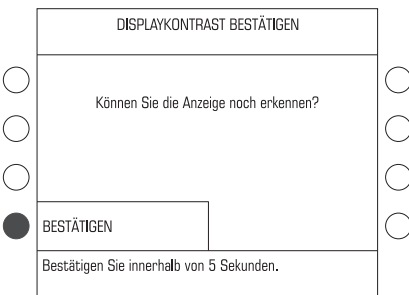 DISPLAYKONTRAST BESTÄTIGEN
Können Sie die Anzeige noch erkennen?
BESTÄTIGEN
Bestätigen Sie innerhalb von 5 Sekunden.